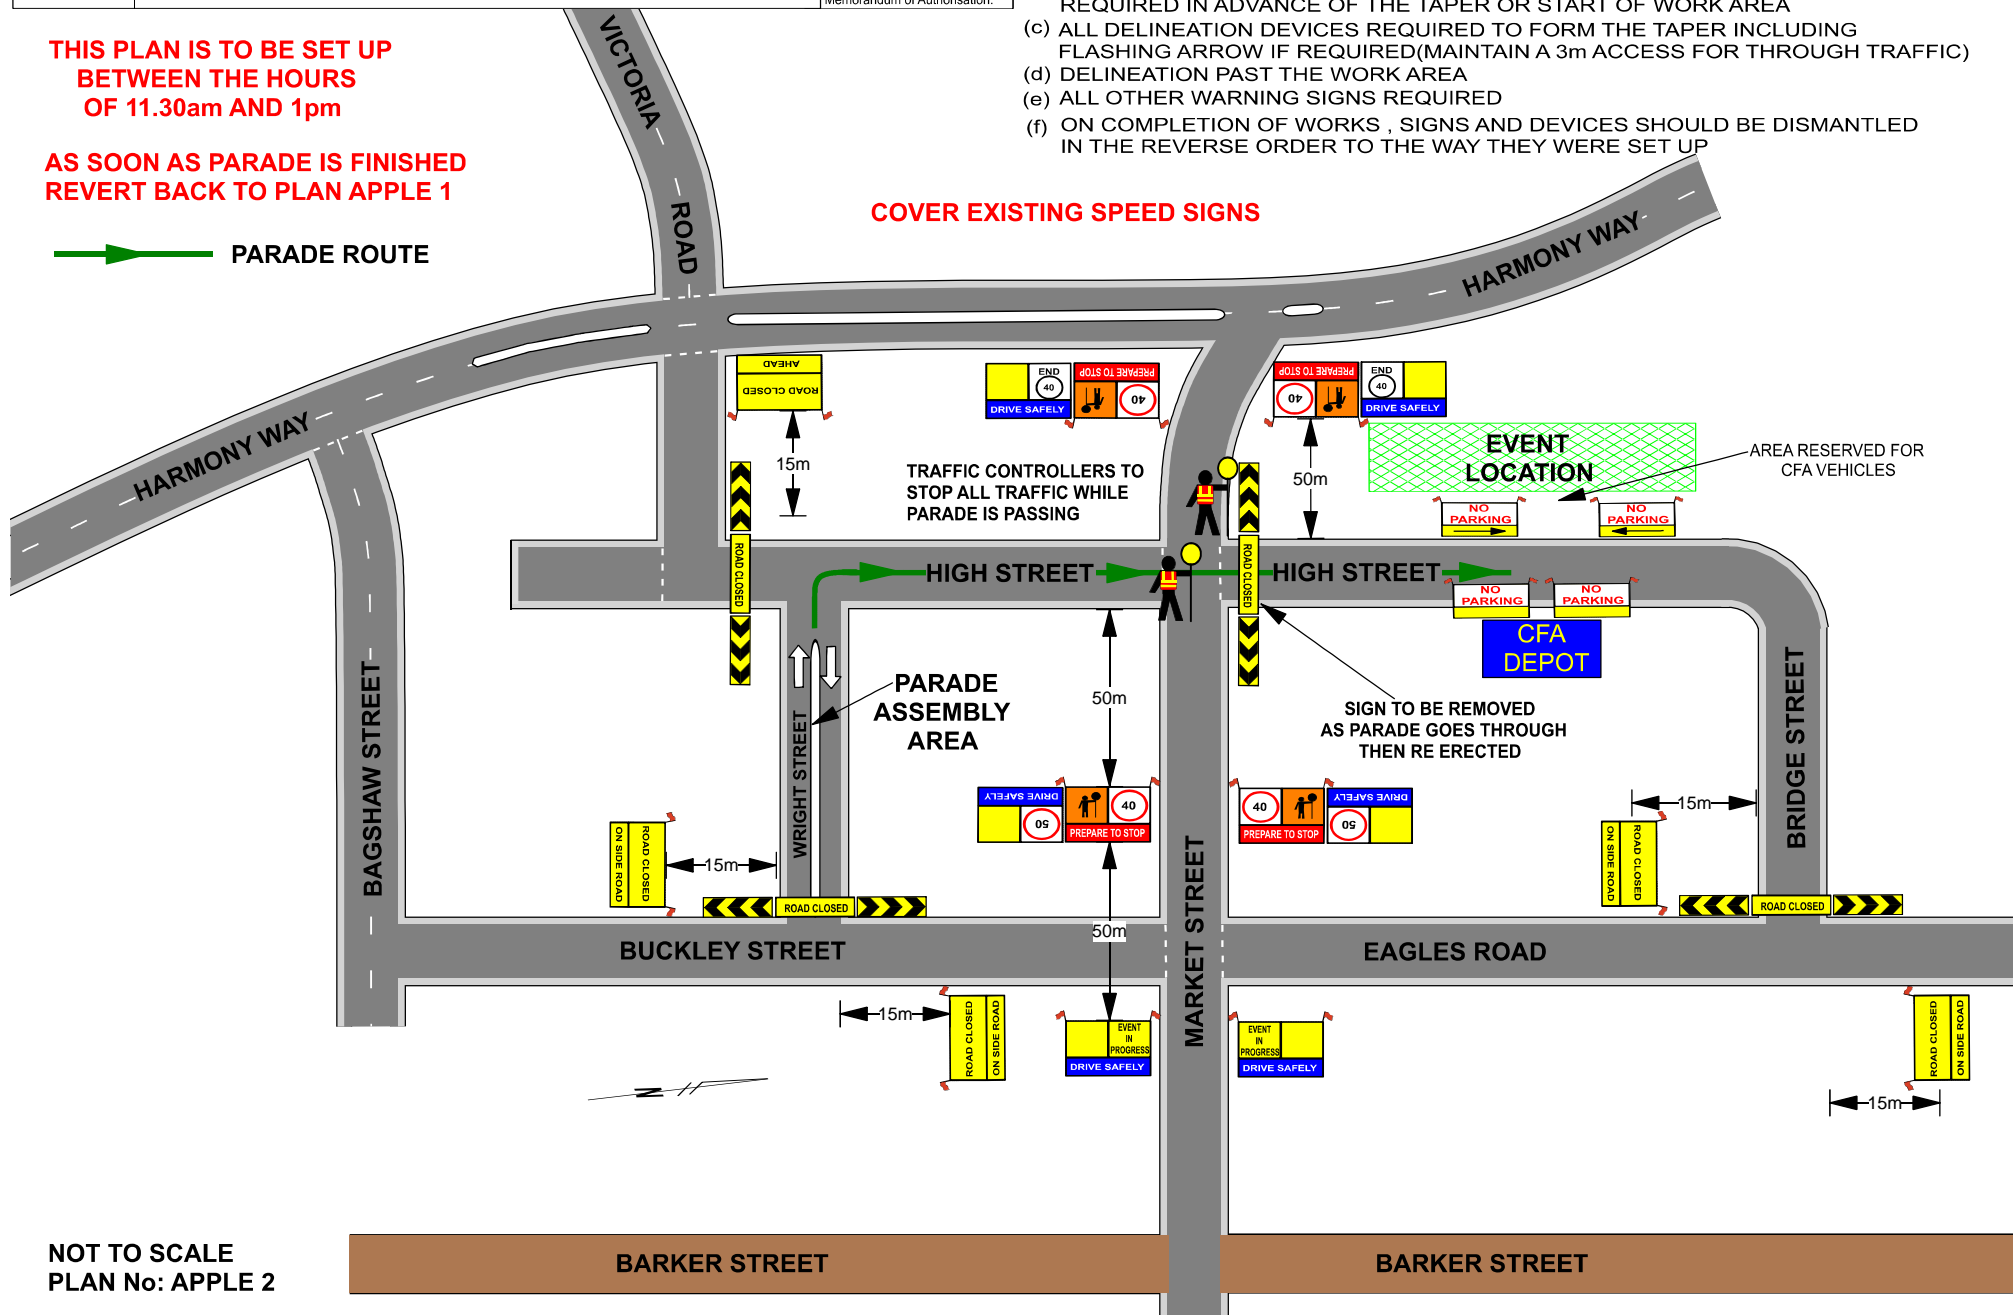 Memorandum of Authorisation.
REQUIRED IN ADVANCE OF THE TAPER OR START OF WORK AREA
(c) ALL DELINEATION DEVICES REQUIRED TO FORM THE TAPER INCLUDING
FLASHING ARROW IF REQUIRED(MAINTAIN A 3m ACCESS FOR THROUGH TRAFFIC)
(d) DELINEATION PAST THE WORK AREA
(e) ALL OTHER WARNING SIGNS REQUIRED
(f) ON COMPLETION OF WORKS , SIGNS AND DEVICES SHOULD BE DISMANTLED
IN THE REVERSE ORDER TO THE WAY THEY WERE SET UP
THIS PLAN IS TO BE SET UP
BETWEEN THE HOURS
OF 11.30am AND 1pm
AS SOON AS PARADE IS FINISHED
REVERT BACK TO PLAN APPLE 1
PARADE ROUTE
COVER EXISTING SPEED SIGNS
VICTORIA
ROAD
HARMONY WAY
HARMONY WAY
ROAD CLOSED
AHEAD
15m
END
40
DRIVE SAFELY
PREPARE TO STOP
40
PREPARE TO STOP
40
END
40
DRIVE SAFELY
50m
EVENT
LOCATION
AREA RESERVED FOR
CFA VEHICLES
NO
PARKING
NO
PARKING
TRAFFIC CONTROLLERS TO
STOP ALL TRAFFIC WHILE
PARADE IS PASSING
ROAD CLOSED
HIGH STREET
ROAD CLOSED
HIGH STREET
NO
PARKING
NO
PARKING
CFA
DEPOT
BAGSHAW STREET
WRIGHT STREET
PARADE
ASSEMBLY
AREA
50m
SIGN TO BE REMOVED
AS PARADE GOES THROUGH
THEN RE ERECTED
BRIDGE STREET
DRIVE SAFELY
50
40
PREPARE TO STOP
40
PREPARE TO STOP
DRIVE SAFELY
50
15m
ROAD CLOSED
ON SIDE ROAD
15m
ROAD CLOSED
ON SIDE ROAD
ROAD CLOSED
ROAD CLOSED
50m
MARKET STREET
BUCKLEY STREET
EAGLES ROAD
15m
ROAD CLOSED
ON SIDE ROAD
EVENT
IN
PROGRESS
DRIVE SAFELY
EVENT
IN
PROGRESS
DRIVE SAFELY
ROAD CLOSED
ON SIDE ROAD
15m
N
NOT TO SCALE
PLAN No: APPLE 2
BARKER STREET
BARKER STREET